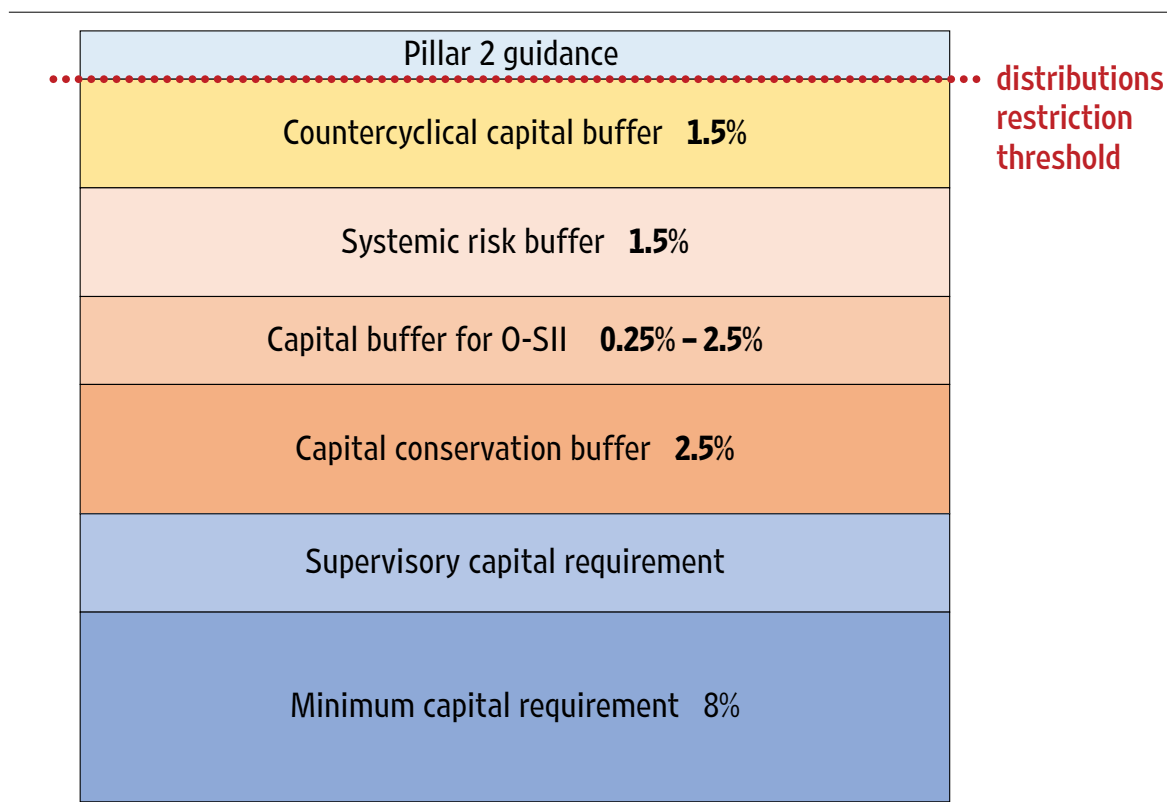 Pillar 2 guidance
distributions
restriction
threshold
Countercyclical capital buffer 1.5%
Systemic risk buffer 1.5%
Capital buffer for O-SII 0.25% – 2.5%
Capital conservation buffer 2.5%
Supervisory capital requirement
Minimum capital requirement 8%